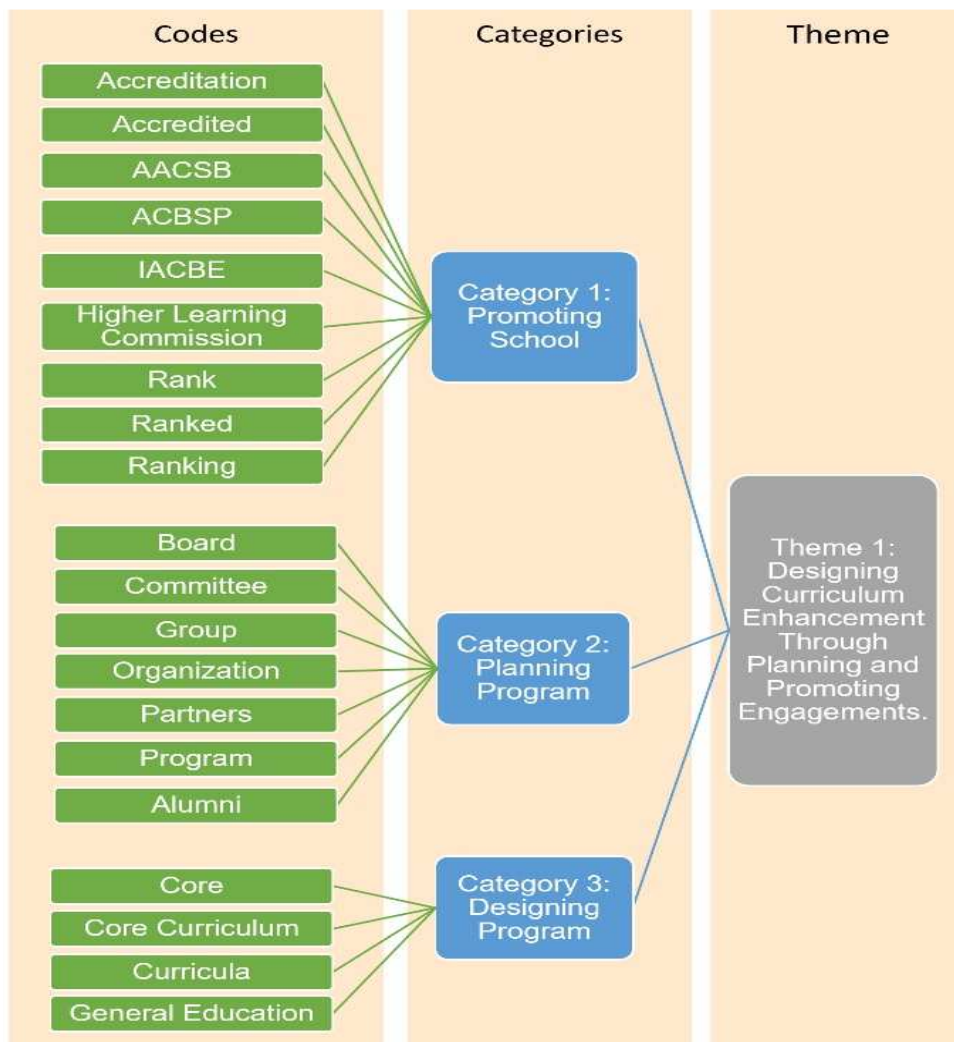 Codes
Categories
Theme
Accreditation
Accredited
AACSB
ACBSP
IACBE
Higher Learning
Commission
Rank
Ranked
Ranking
Category 1:
Promoting
School
Board
Committee
Group
Organization
Partners
Program
Alumni
Category 2:
Planning
Program
Core
Core Curriculum
Curricula
General Education
Category 3:
Designing
Program
Theme 1:
Designing
Curriculum
Enhancement
Through
Planning and
Promoting
Engagements.